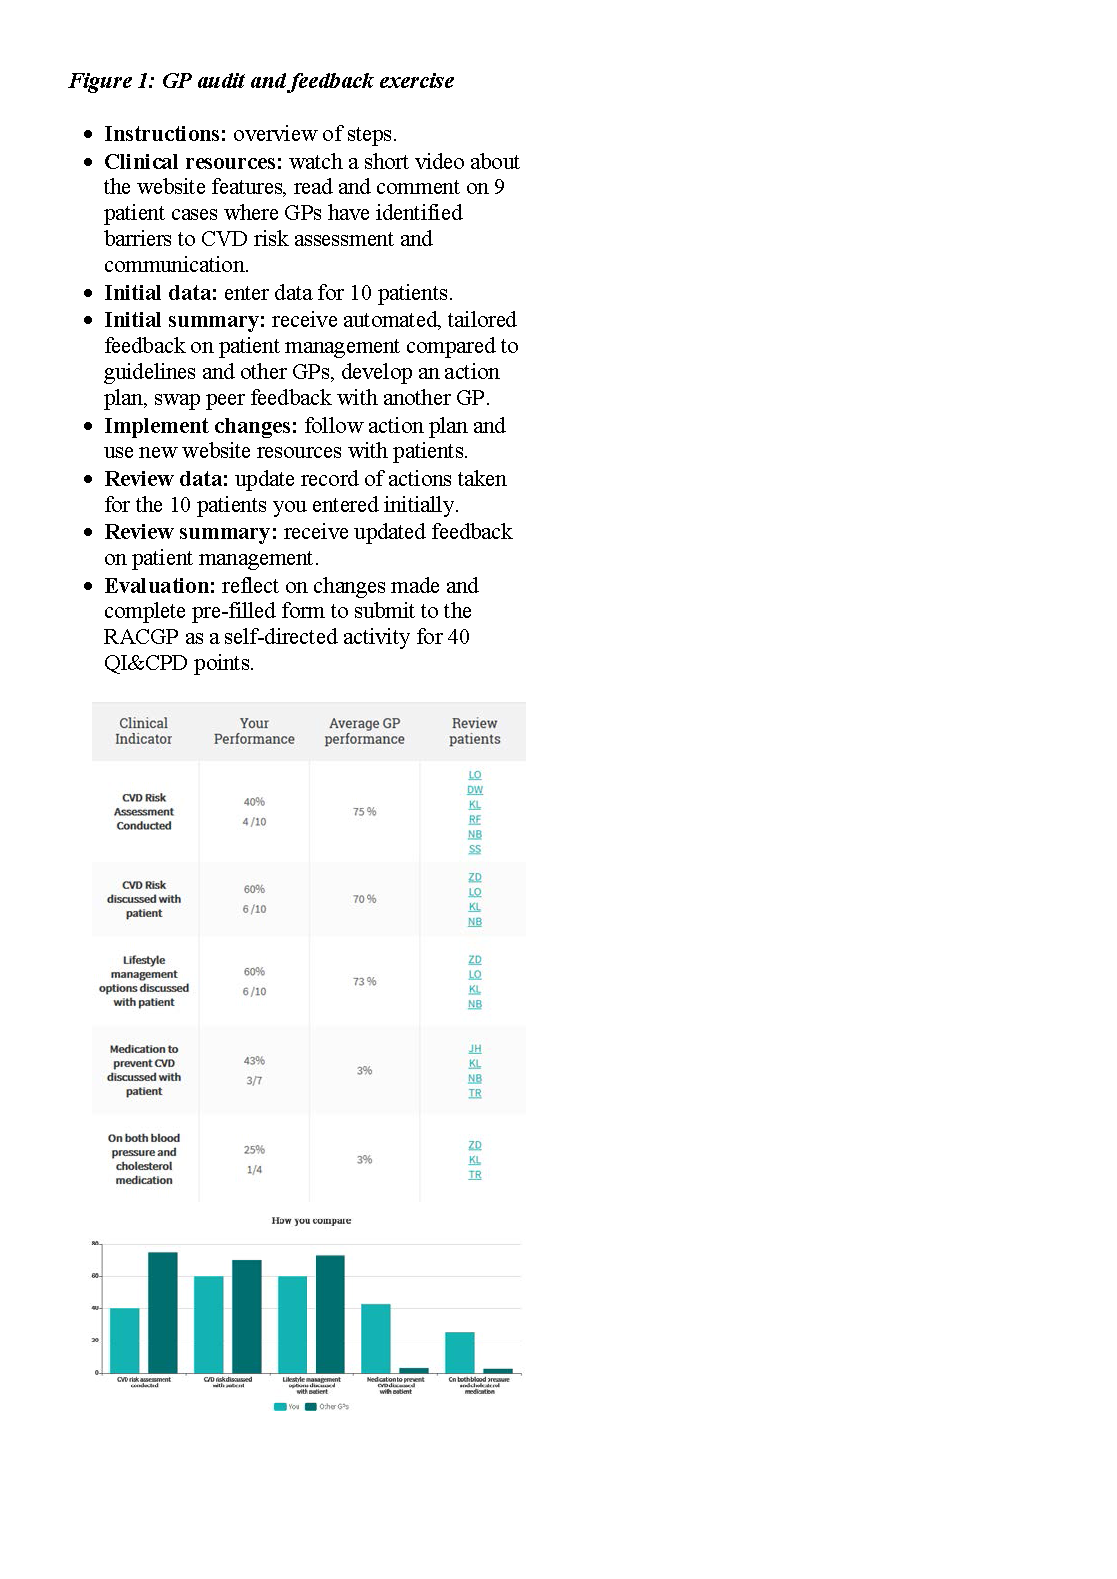 Figure 1: GP audit and feedback exercise
• Instructions: overview of steps.
• Clinical resources: watch a short video about
the website features, read and comment on 9
patient cases where GPs have identified
barriers to CVD risk assessment and
communication.
• Initial data: enter data for 10 patients.
• Initial summary: receive automated, tailored
feedback on patient management compared to
guidelines and other GPs, develop an action
plan, swap peer feedback with another GP.
• Implement changes: follow action plan and
use new website resources with patients.
• Review data: update record of actions taken
for the 10 patients you entered initially.
• Review summary: receive updated feedback
on patient management.
• Evaluation: reflect on changes made and
complete pre-filled form to submit to the
RACGP as a self-directed activity for 40
QI&CPD points.
Clinical Your Average GP Review
Indicator Performance performance patients
CVD Risk
Assessment
Conducted
40%
4 /10
75 %
LO
DW
KL
RF
NB
SS
CVD Risk
discussed with
patient
60%
6 /10
70 %
ZD
LO
KL
NB
Lifestyle
management
options discussed
with patient
60%
6 /10
73 %
ZD
LO
KL
NB
Medication to
prevent CVD
discussed with
patient
43%
3/7
3%
JH
KL
NB
TR
On both blood
pressure and
cholesterol
medication
25%
1/4
3%
ZD
KL
TR
How you compare
80
60
40
0
CVD risk assessment
conducted
CVD risk discussed
with patient
Lifestyle management
options discussed
with patient
Medication to prevent
CVD discussed
with patient
On both blood pressure
and cholesterol
medication
You Other GPs